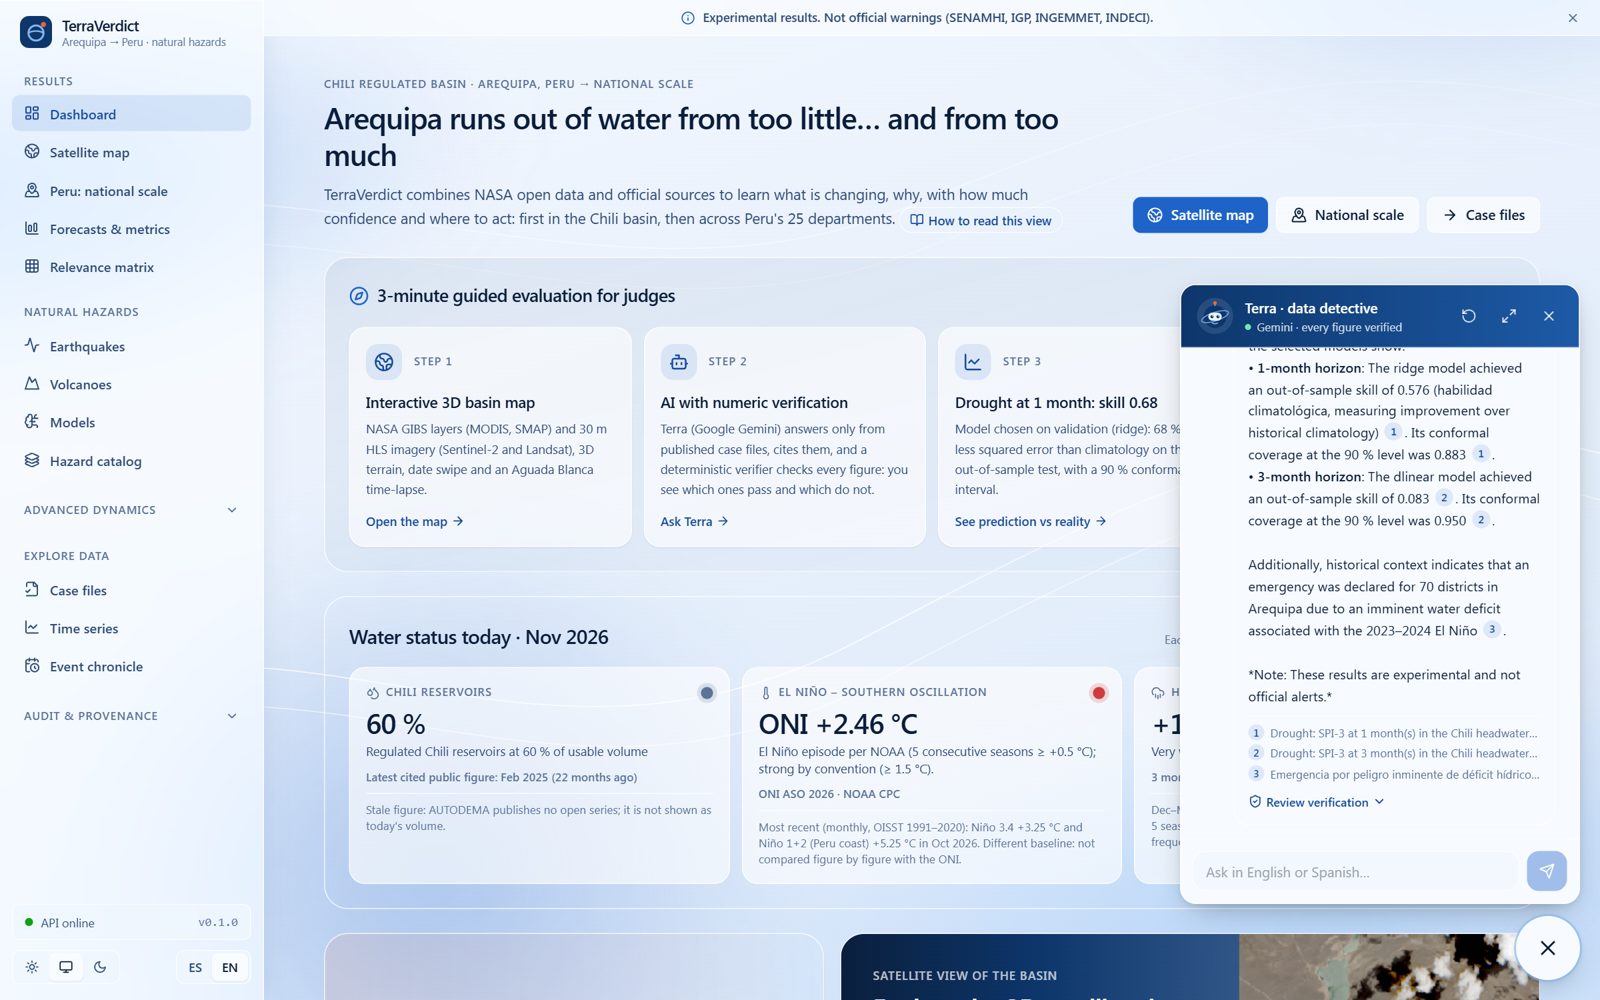 TerraVerdict
Arequipa → Peru · natural hazards
RESULTS
Dashboard
Satellite map
Peru: national scale
Forecasts & metrics
Relevance matrix
NATURAL HAZARDS
Earthquakes
Volcanoes
Models
Hazard catalog
ADVANCED DYNAMICS
EXPLORE DATA
Case files
Time series
Event chronicle
AUDIT & PROVENANCE
API online
v0.1.0
ES
EN
Experimental results. Not official warnings (SENAMHI, IGP, INGEMMET, INDECI).
CHILI REGULATED BASIN · AREQUIPA, PERU → NATIONAL SCALE
Arequipa runs out of water from too little... and from too
much
TerraVerdict combines NASA open data and official sources to learn what is changing, why, with how much
confidence and where to act: first in the Chili basin, then across Peru's 25 departments.
How to read this view
Satellite map
National scale
Case files
3-minute guided evaluation for judges
STEP 1
Interactive 3D basin map
NASA GIBS layers (MODIS, SMAP) and 30 m
HLS imagery (Sentinel-2 and Landsat), 3D
terrain, date swipe and an Aguada Blanca
time-lapse.
Open the map →
STEP 2
AI with numeric verification
Terra (Google Gemini) answers only from
published case files, cites them, and a
deterministic verifier checks every figure: you
see which ones pass and which do not.
Ask Terra →
STEP 3
Drought at 1 month: skill 0.68
Model chosen on validation (ridge): 68 %
less squared error than climatology on th
out-of-sample test, with a 90 % conforma
interval.
See prediction vs reality →
Water status today · Nov 2026
Eac
CHILI RESERVOIRS
60 %
Regulated Chili reservoirs at 60 % of usable volume
Latest cited public figure: Feb 2025 (22 months ago)
Stale figure: AUTODEMA publishes no open series; it is not shown as
today's volume.
EL NIÑO – SOUTHERN OSCILLATION
ONI +2.46 °C
El Niño episode per NOAA (5 consecutive seasons ≥ +0.5 °C);
strong by convention (≥ 1.5 °C).
ONI ASO 2026 · NOAA CPC
Most recent (monthly, OISST 1991–2020): Niño 3.4 +3.25 °C and
Niño 1+2 (Peru coast) +5.25 °C in Oct 2026. Different baseline: not
compared figure by figure with the ONI.
H
+1
Very
3 mo
Dec–M
5 seas
freque
SATELLITE VIEW OF THE BASIN
Terra · data detective
Gemini · every figure verified
the selected models show:
• 1-month horizon: The ridge model achieved
an out-of-sample skill of 0.576 (habilidad
climatológica, measuring improvement over
historical climatology) 1 . Its conformal
coverage at the 90 % level was 0.883 1 .
• 3-month horizon: The dlinear model achieved
an out-of-sample skill of 0.083 2 . Its conformal
coverage at the 90 % level was 0.950 2 .
Additionally, historical context indicates that an
emergency was declared for 70 districts in
Arequipa due to an imminent water deficit
associated with the 2023–2024 El Niño 3 .
*Note: These results are experimental and not
official alerts.*
1 Drought: SPI-3 at 1 month(s) in the Chili headwater...
2 Drought: SPI-3 at 3 month(s) in the Chili headwater...
3 Emergencia por peligro inminente de déficit hídrico...
Review verification
Ask in English or Spanish...